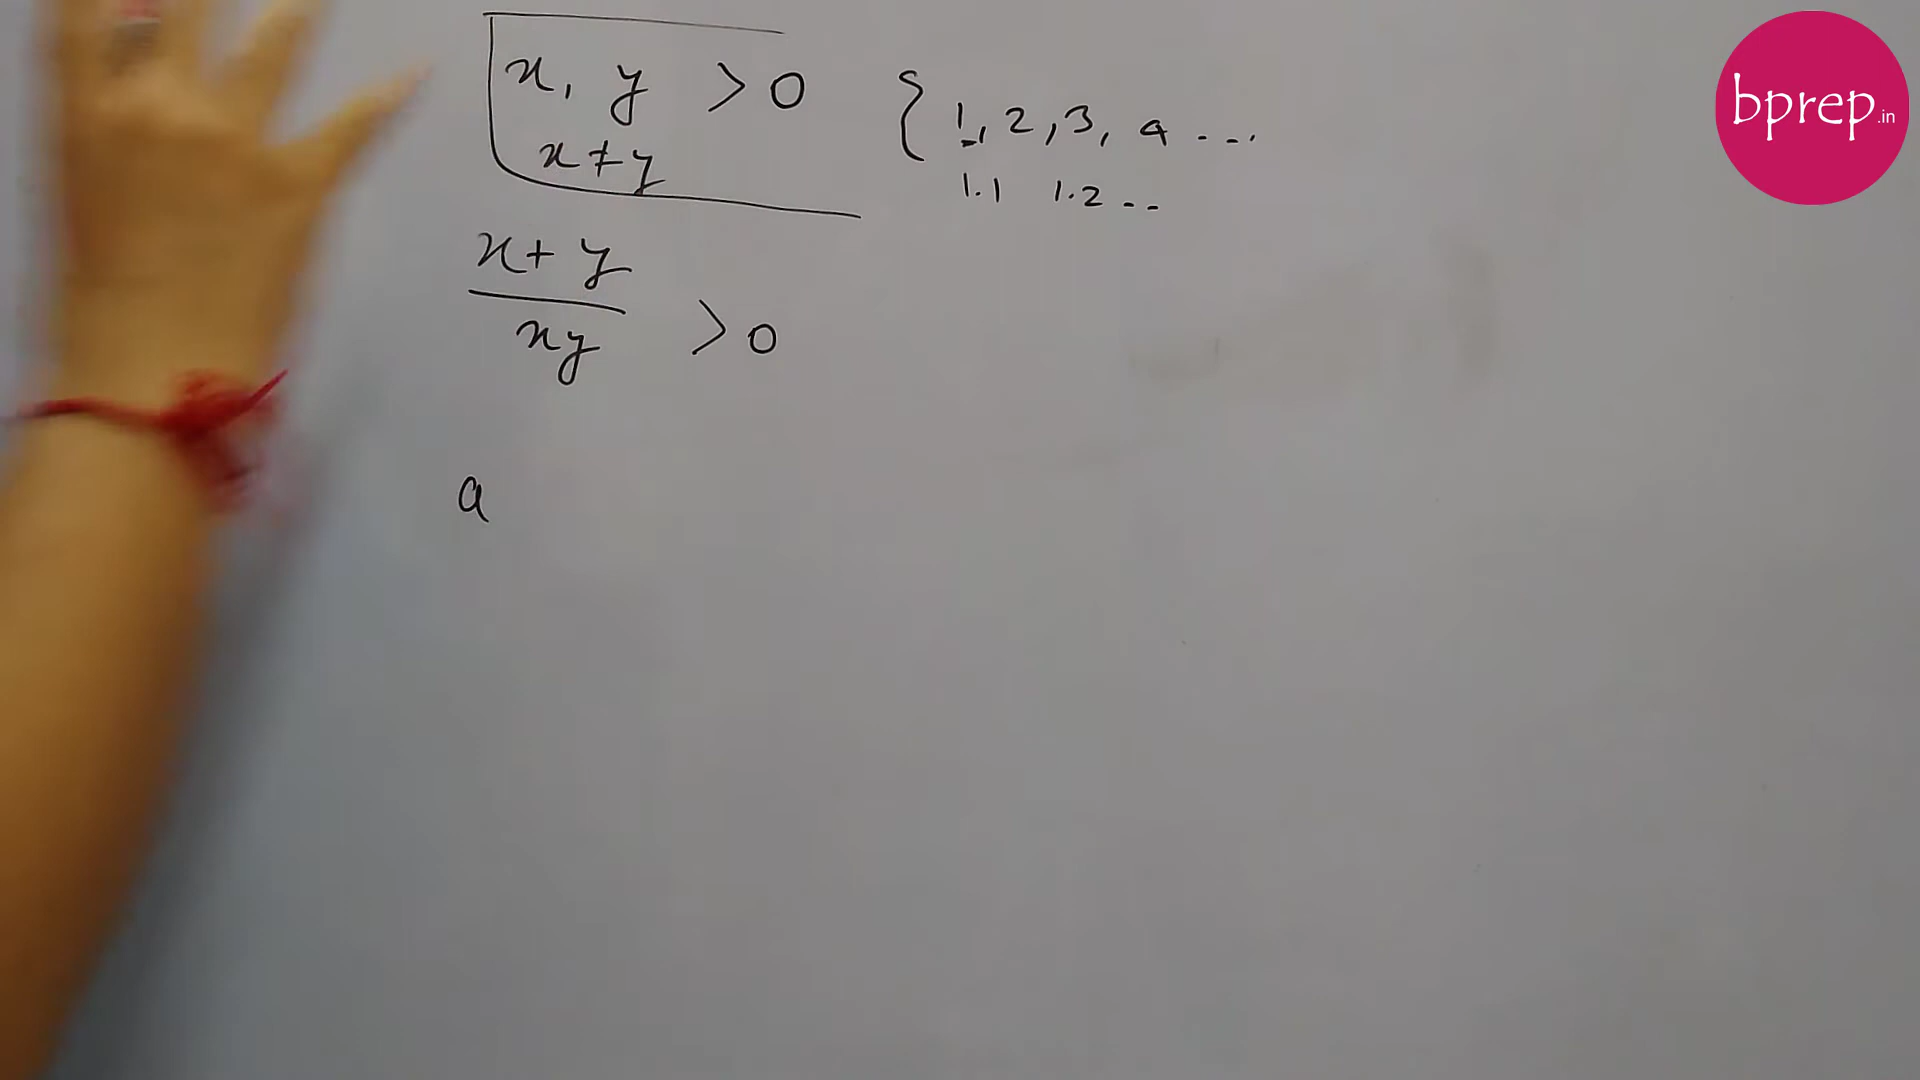 x, y > 0 { 1, 2, 3, 4 ...
x ≠ y 1.1 1.2 ..
x + y
xy > 0
a
bprep.in